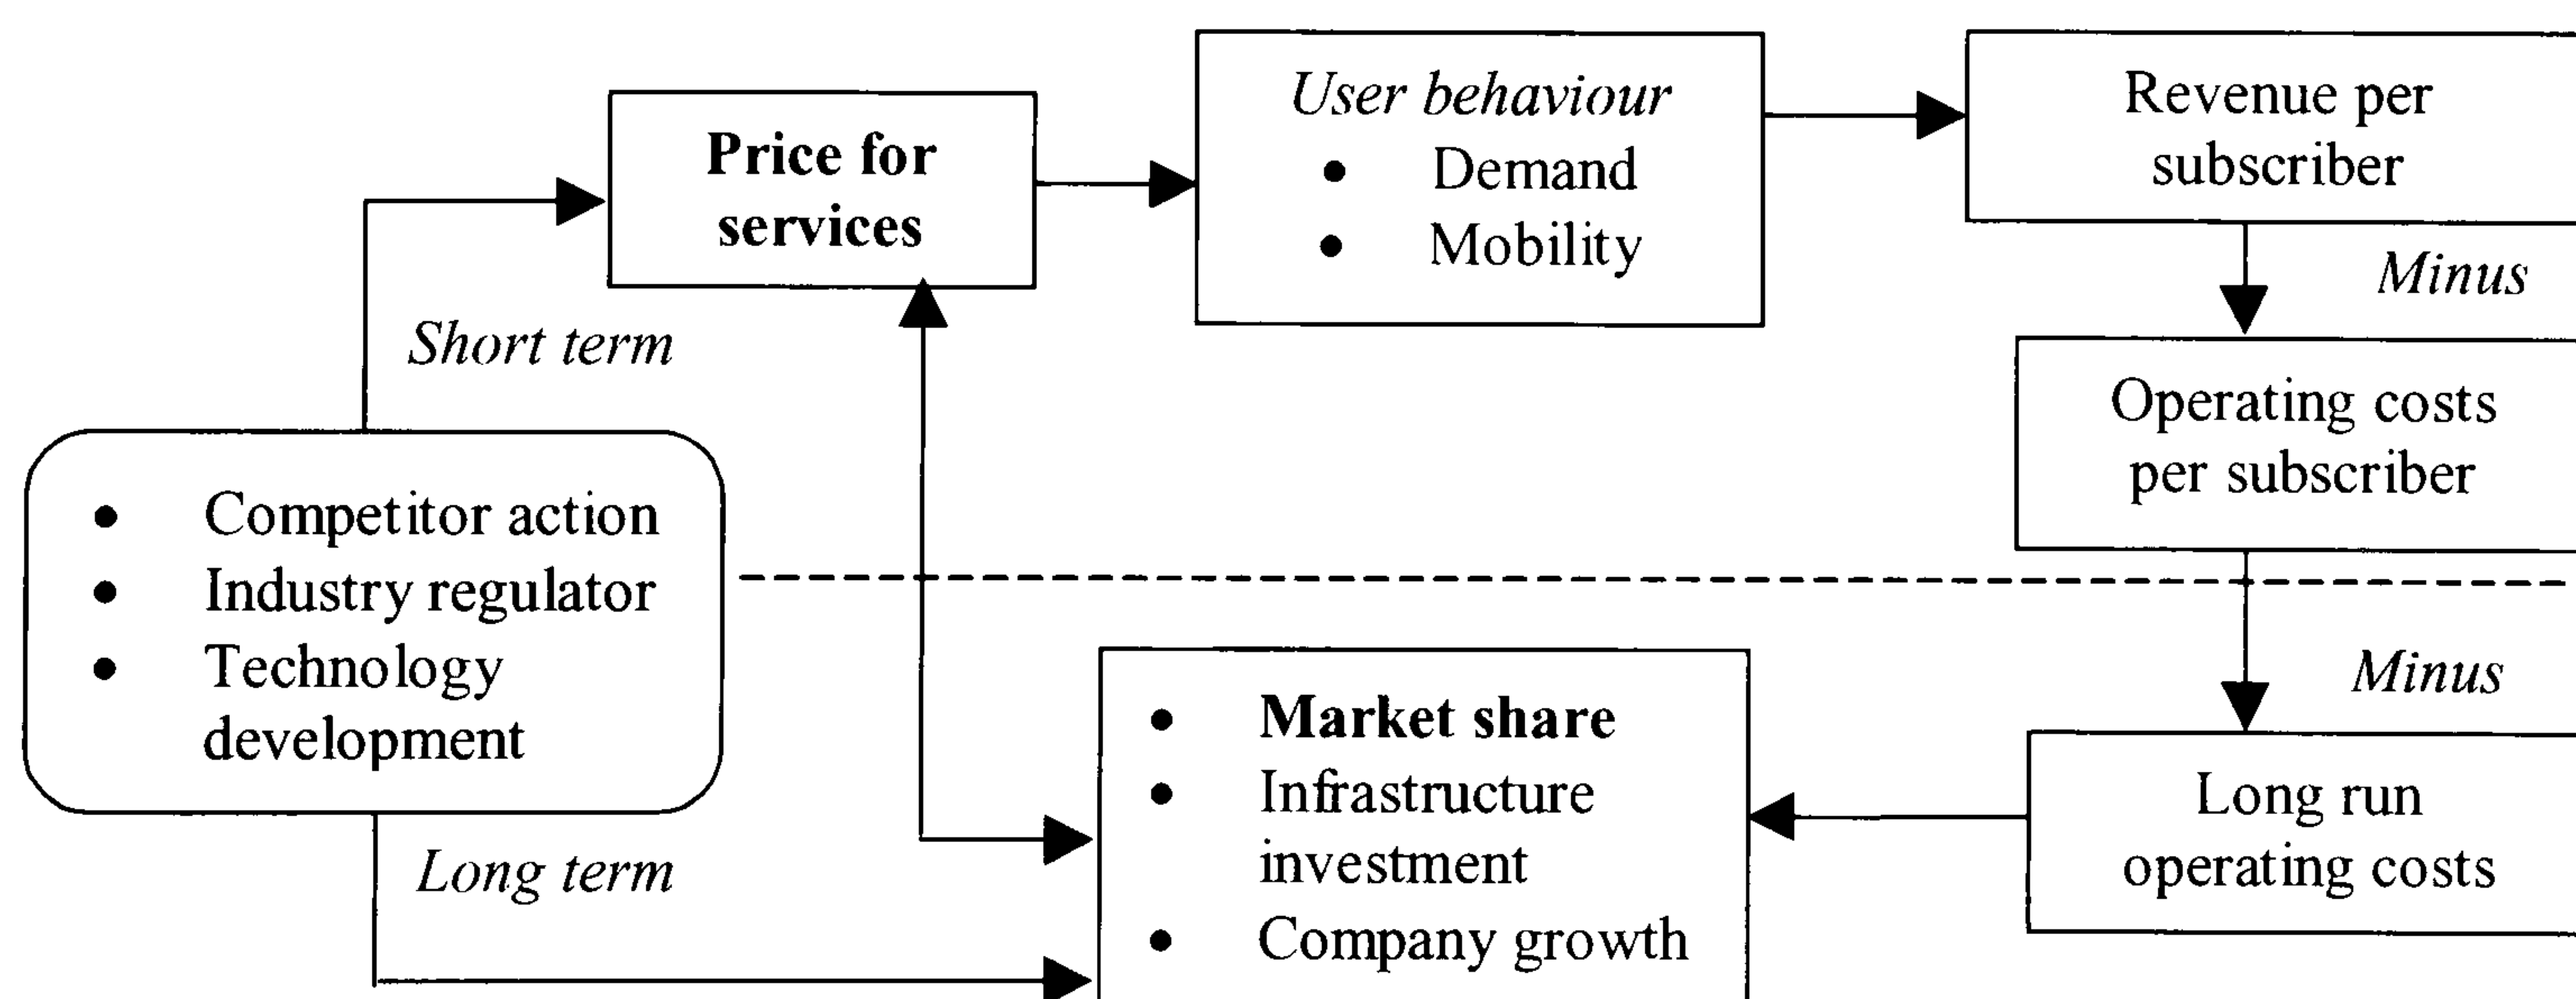 Price for
services
User behaviour
• Demand
• Mobility
Revenue per
subscriber
Minus
Short term
Operating costs
per subscriber
• Competitor action
• Industry regulator
• Technology
development
Minus
• Market share
• Infrastructure
investment
• Company growth
Long run
operating costs
Long term